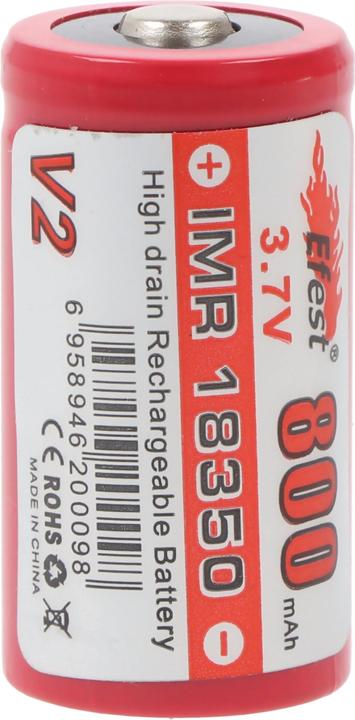 Efest®
3.7V
800 mAh
+ IMR 18350 -
High drain Rechargeable Battery
V2
6 958946 200098
CE ROHS
MADE IN CHINA